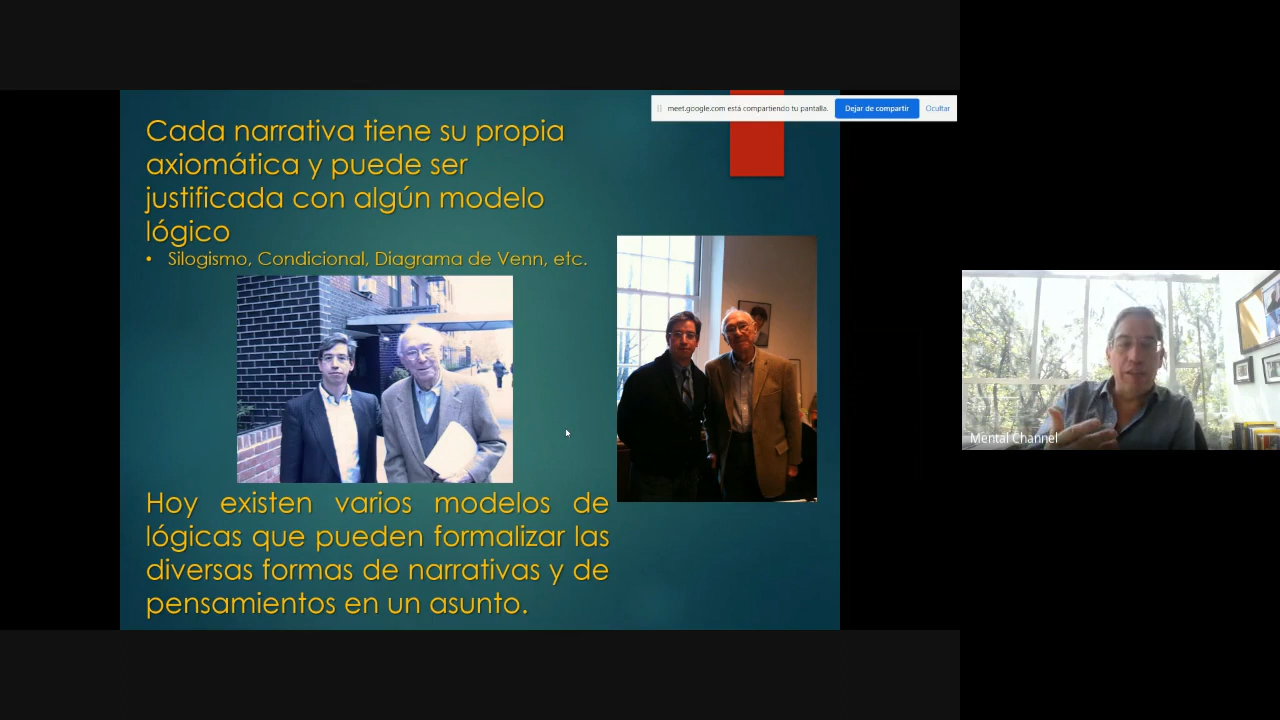 meet.google.com está compartiendo tu pantalla.
Dejar de compartir
Ocultar
Cada narrativa tiene su propia
axiomática y puede ser
justificada con algún modelo
lógico
• Silogismo, Condicional, Diagrama de Venn, etc.
Hoy existen varios modelos de
lógicas que pueden formalizar las
diversas formas de narrativas y de
pensamientos en un asunto.
Mental Channel